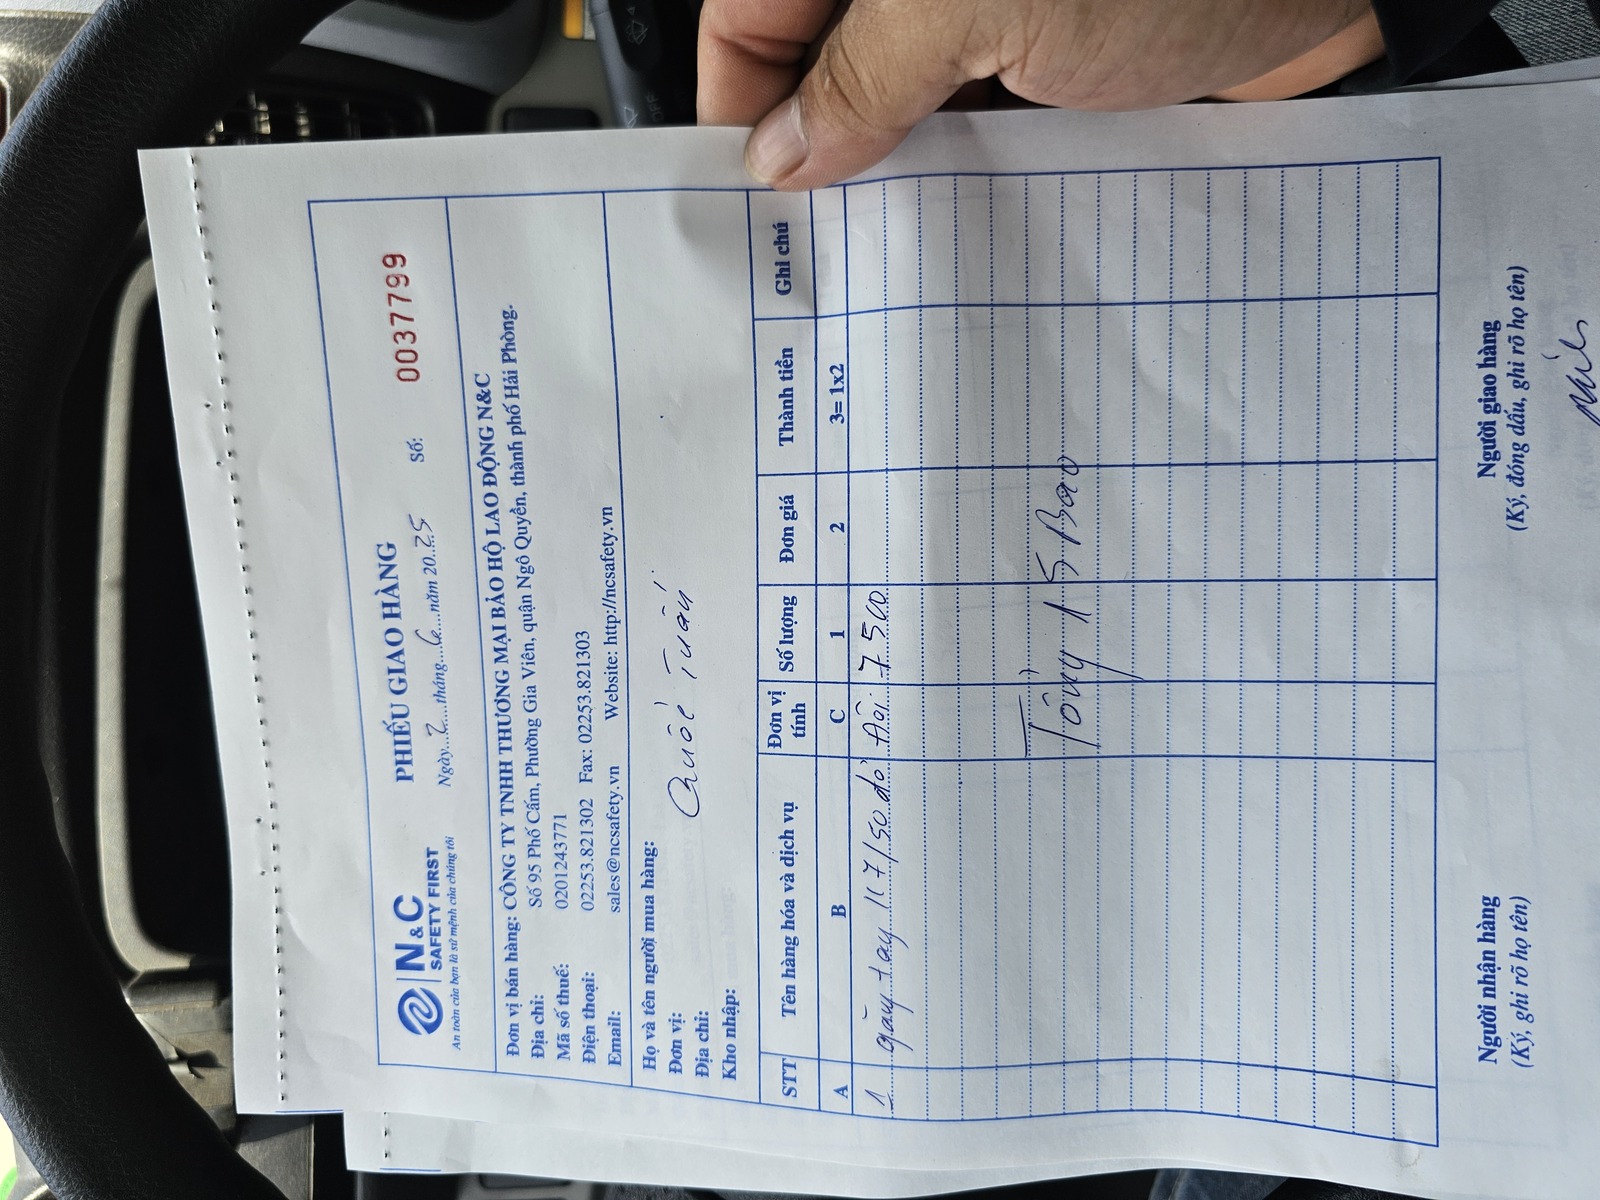 N&C
SAFETY FIRST
An toàn của bạn là sứ mệnh của chúng tôi
PHIẾU GIAO HÀNG
Ngày 2 tháng 6 năm 2025 Số: 0037799
Đơn vị bán hàng: CÔNG TY TNHH THƯƠNG MẠI BẢO HỘ LAO ĐỘNG N&C
Địa chỉ: Số 95 Phố Cấm, Phường Gia Viên, quận Ngô Quyền, thành phố Hải Phòng.
Mã số thuế: 0201243771
Điện thoại: 02253.821302 Fax: 02253.821303
Email: sales@ncsafety.vn Website: http://ncsafety.vn
Họ và tên người mua hàng:
Đơn vị: Quốc Tuấn
Địa chỉ:
Kho nhập:
STT Tên hàng hóa và dịch vụ Đơn vị tính Số lượng Đơn giá Thành tiền Ghi chú
A B C 1 2 3= 1x2
1 găng tay 50 đỏ Đôi 7500
Tổng 15 Bao
Người nhận hàng Người giao hàng
(Ký, ghi rõ họ tên) (Ký, đóng dấu, ghi rõ họ tên)